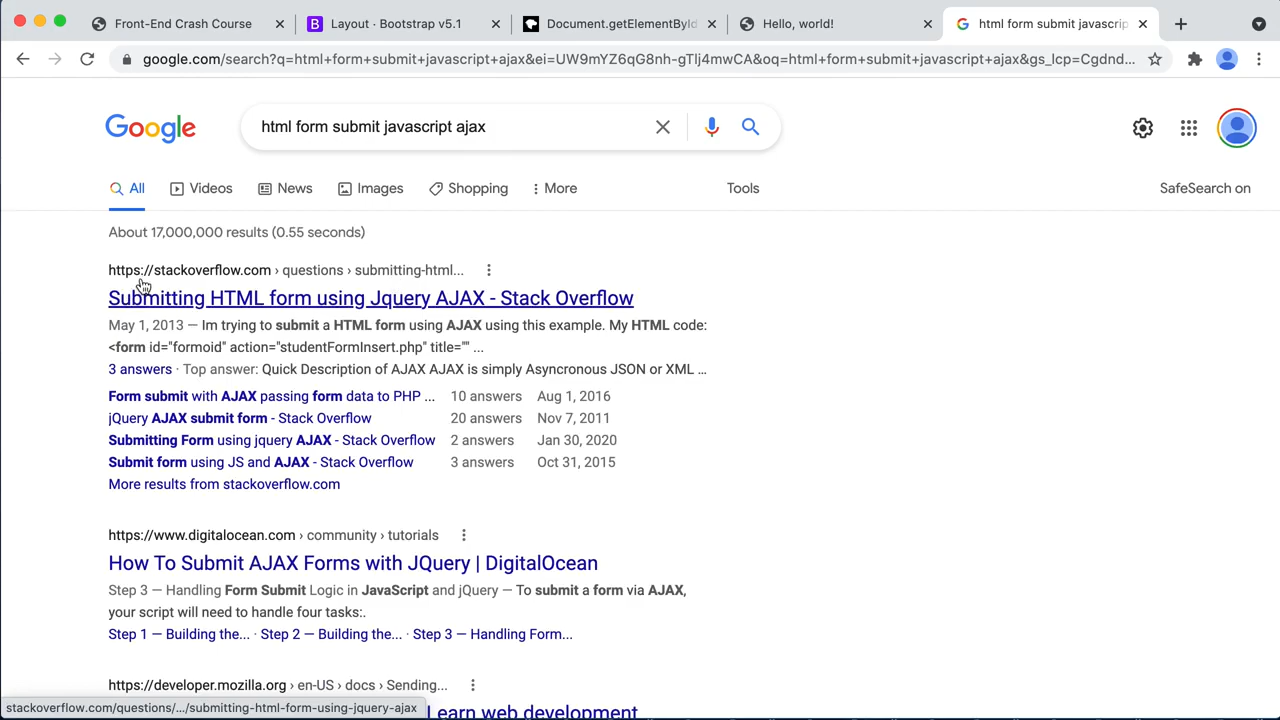 Front-End Crash Course
Layout · Bootstrap v5.1
Document.getElementById
Hello, world!
html form submit javascrip
google.com/search?q=html+form+submit+javascript+ajax&ei=UW9mYZ6qG8nh-gTlj4mwCA&oq=html+form+submit+javascript+ajax&gs_lcp=Cgdnd...
Google
html form submit javascript ajax
All
Videos
News
Images
Shopping
More
Tools
SafeSearch on
About 17,000,000 results (0.55 seconds)
https://stackoverflow.com › questions › submitting-html...
Submitting HTML form using Jquery AJAX - Stack Overflow
May 1, 2013 — Im trying to submit a HTML form using AJAX using this example. My HTML code:
<form id="formoid" action="studentFormInsert.php" title="" ...
3 answers · Top answer: Quick Description of AJAX AJAX is simply Asyncronous JSON or XML ...
Form submit with AJAX passing form data to PHP ... 10 answers Aug 1, 2016
jQuery AJAX submit form - Stack Overflow 20 answers Nov 7, 2011
Submitting Form using jquery AJAX - Stack Overflow 2 answers Jan 30, 2020
Submit form using JS and AJAX - Stack Overflow 3 answers Oct 31, 2015
More results from stackoverflow.com
https://www.digitalocean.com › community › tutorials
How To Submit AJAX Forms with JQuery | DigitalOcean
Step 3 — Handling Form Submit Logic in JavaScript and jQuery — To submit a form via AJAX,
your script will need to handle four tasks:.
Step 1 — Building the... · Step 2 — Building the... · Step 3 — Handling Form...
https://developer.mozilla.org › en-US › docs › Sending...
Learn web development
stackoverflow.com/questions/.../submitting-html-form-using-jquery-ajax